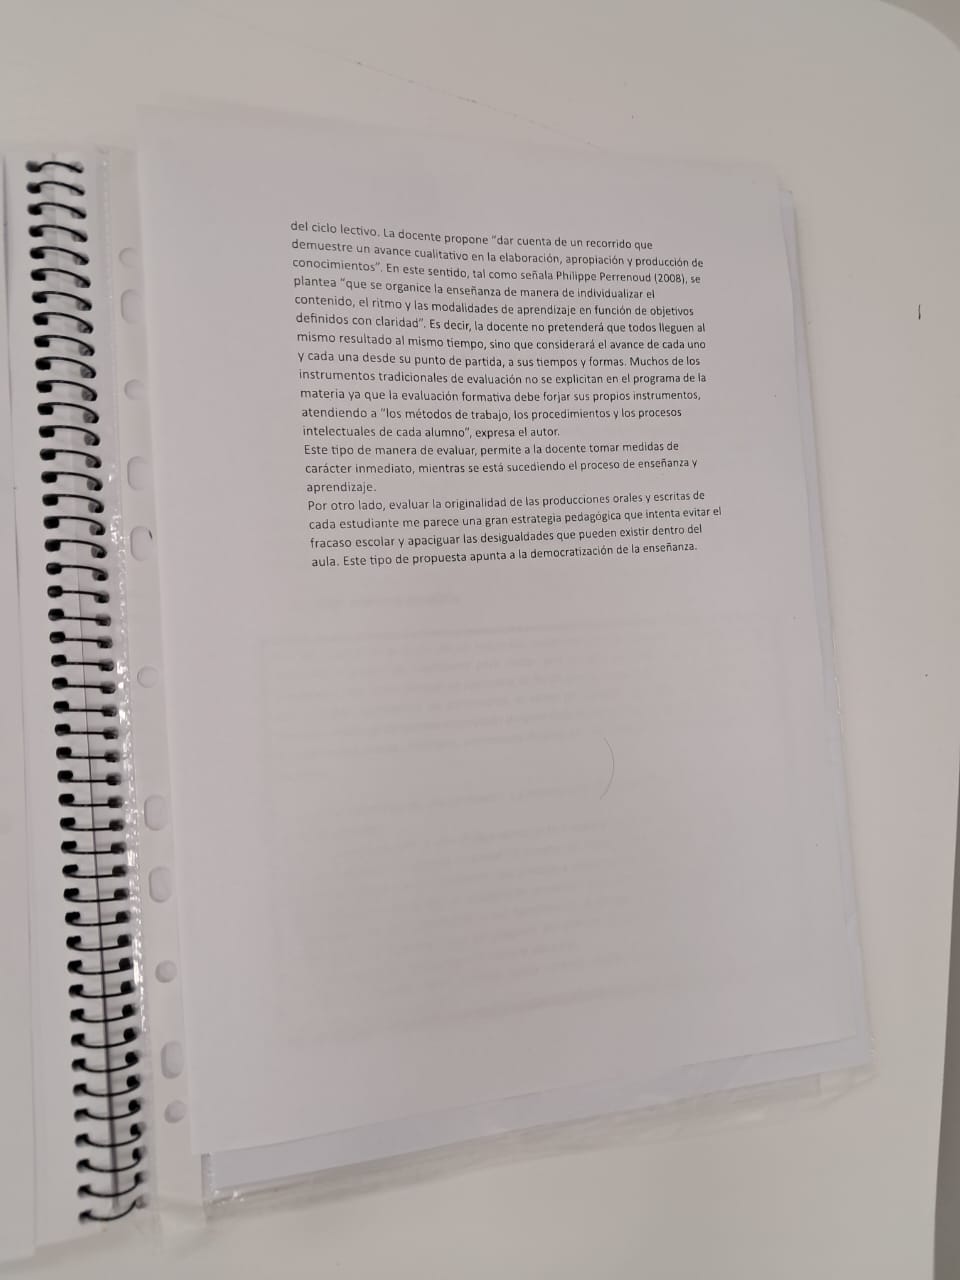 del ciclo lectivo. La docente propone "dar cuenta de un recorrido que
demuestre un avance cualitativo en la elaboración, apropiación y producción de
conocimientos". En este sentido, tal como señala Philippe Perrenoud (2008), se
plantea "que se organice la enseñanza de manera de individualizar el
contenido, el ritmo y las modalidades de aprendizaje en función de objetivos
definidos con claridad". Es decir, la docente no pretenderá que todos lleguen al
mismo resultado al mismo tiempo, sino que considerará el avance de cada uno
y cada una desde su punto de partida, a sus tiempos y formas. Muchos de los
instrumentos tradicionales de evaluación no se explicitan en el programa de la
materia ya que la evaluación formativa debe forjar sus propios instrumentos,
atendiendo a "los métodos de trabajo, los procedimientos y los procesos
intelectuales de cada alumno", expresa el autor.
Este tipo de manera de evaluar, permite a la docente tomar medidas de
carácter inmediato, mientras se está sucediendo el proceso de enseñanza y
aprendizaje.
Por otro lado, evaluar la originalidad de las producciones orales y escritas de
cada estudiante me parece una gran estrategia pedagógica que intenta evitar el
fracaso escolar y apaciguar las desigualdades que pueden existir dentro del
aula. Este tipo de propuesta apunta a la democratización de la enseñanza.